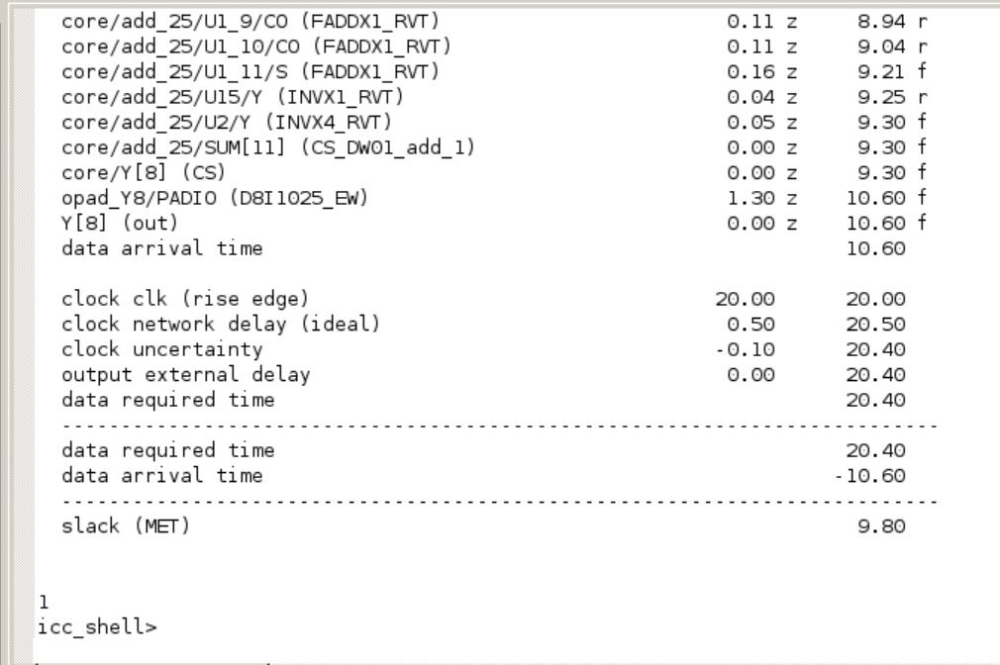 core/add_25/U1_9/CO (FADDX1_RVT) 0.11 z 8.94 r
core/add_25/U1_10/CO (FADDX1_RVT) 0.11 z 9.04 r
core/add_25/U1_11/S (FADDX1_RVT) 0.16 z 9.21 f
core/add_25/U15/Y (INVX1_RVT) 0.04 z 9.25 r
core/add_25/U2/Y (INVX4_RVT) 0.05 z 9.30 f
core/add_25/SUM[11] (CS_DW01_add_1) 0.00 z 9.30 f
core/Y[8] (CS) 0.00 z 9.30 f
opad_Y8/PADIO (D8I1025_EW) 1.30 z 10.60 f
Y[8] (out) 0.00 z 10.60 f
data arrival time 10.60
clock clk (rise edge) 20.00 20.00
clock network delay (ideal) 0.50 20.50
clock uncertainty -0.10 20.40
output external delay 0.00 20.40
data required time 20.40
--------------------------------------------------------------------------
data required time 20.40
data arrival time -10.60
--------------------------------------------------------------------------
slack (MET) 9.80
1
icc_shell>